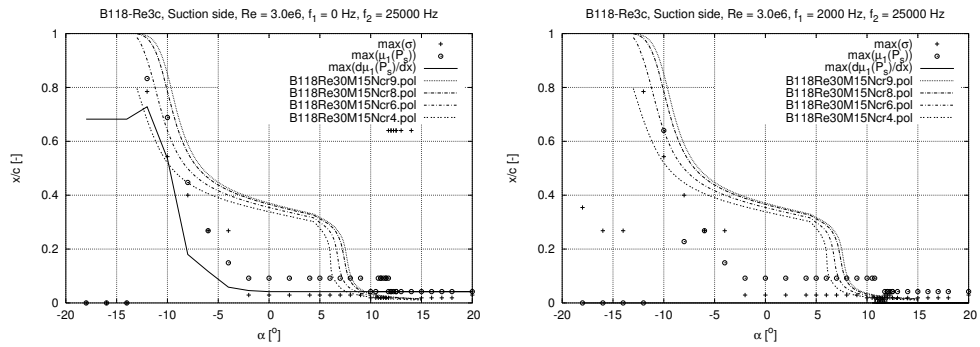 B118-Re3c, Suction side, Re = 3.0e6, f1 = 0 Hz, f2 = 25000 Hz
1
0.8
0.6
0.4
0.2
0
x/c [-]
max(σ)
max(μ1(Ps))
max(dμ1(Ps)/dx)
B118Re30M15Ncr9.pol
B118Re30M15Ncr8.pol
B118Re30M15Ncr6.pol
B118Re30M15Ncr4.pol
-20 -15 -10 -5 0 5 10 15 20
α [o]
B118-Re3c, Suction side, Re = 3.0e6, f1 = 2000 Hz, f2 = 25000 Hz
1
0.8
0.6
0.4
0.2
0
x/c [-]
max(σ)
max(μ1(Ps))
max(dμ1(Ps)/dx)
B118Re30M15Ncr9.pol
B118Re30M15Ncr8.pol
B118Re30M15Ncr6.pol
B118Re30M15Ncr4.pol
-20 -15 -10 -5 0 5 10 15 20
α [o]